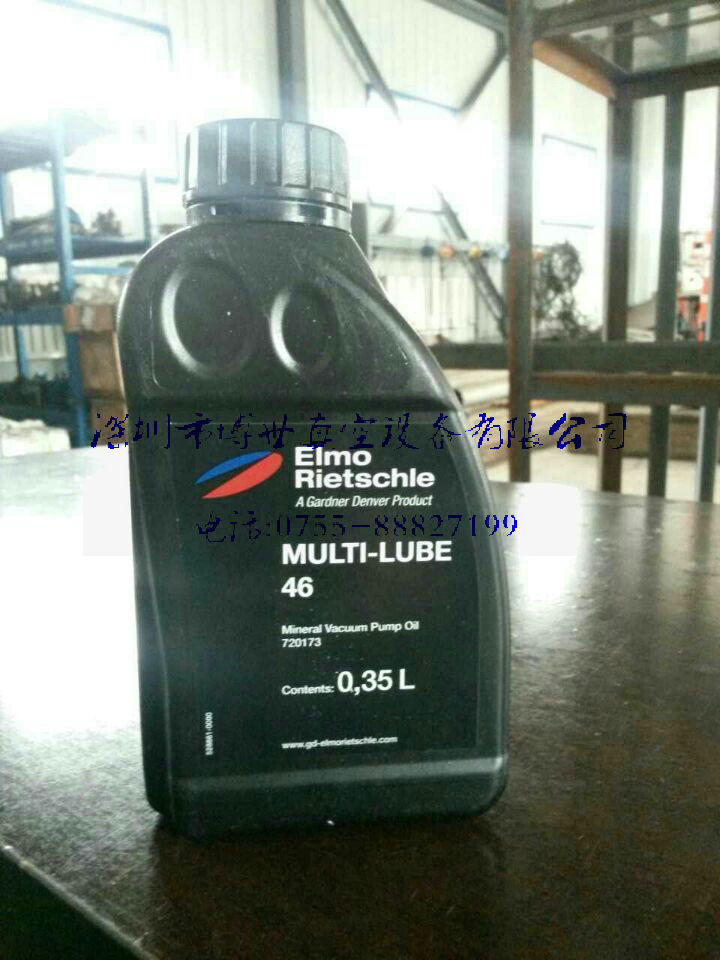 深圳市博世真空设备有限公司
Elmo
Rietschle
A Gardner Denver Product
电话:0755-88827199
MULTI-LUBE
46
Mineral Vacuum Pump Oil
720173
Contents: 0,35 L
www.gd-elmorietschle.com